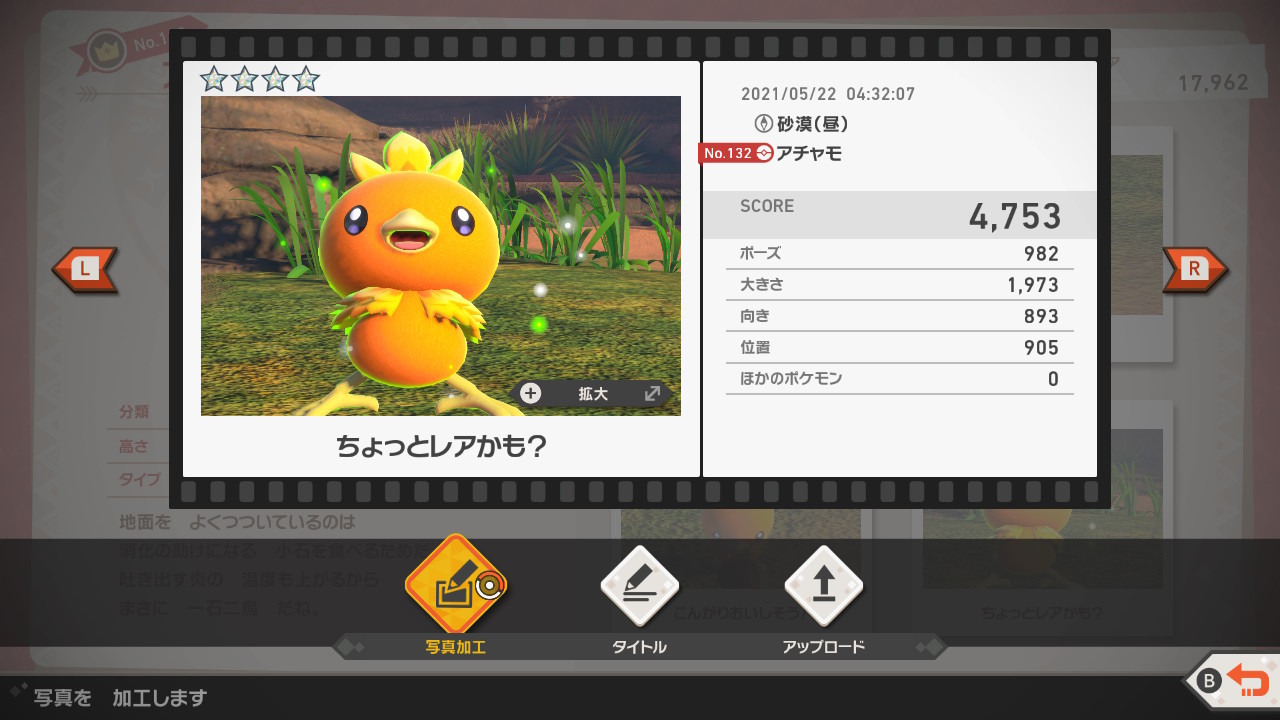 No.1
17,962
2021/05/22 04:32:07
砂漠(昼)
No.132 アチャモ
SCORE 4,753
ポーズ 982
大きさ 1,973
向き 893
位置 905
ほかのポケモン 0
L
R
+ 拡大
ちょっとレアかも?
分類
高さ
タイプ
地面を よくつついているのは
消化の助けになる 小石を食べるため
吐き出す炎の 温度も上がるから
まさに 一石二鳥 だね。
こんがりおいしそう
ちょっとレアかも?
写真加工
タイトル
アップロード
B
写真を 加工します